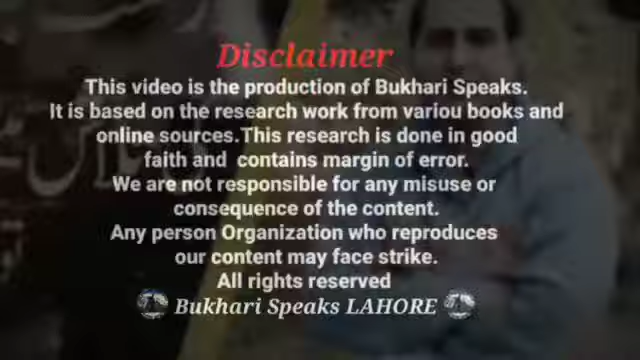 Disclaimer
This video is the production of Bukhari Speaks.
It is based on the research work from variou books and
online sources.This research is done in good
faith and contains margin of error.
We are not responsible for any misuse or
consequence of the content.
Any person Organization who reproduces
our content may face strike.
All rights reserved
Bukhari Speaks LAHORE